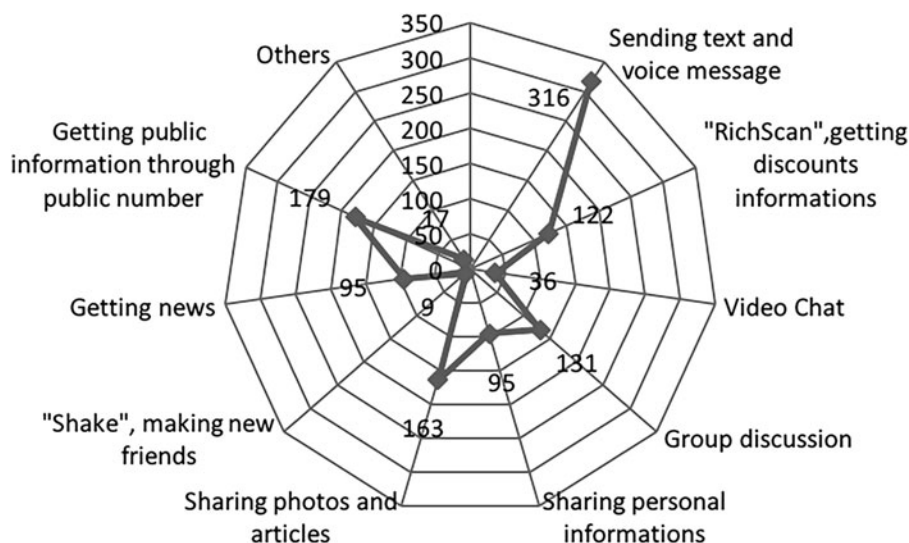 350
300
250
200
150
100
50
0
Sending text and
voice message
316
"RichScan",getting
discounts
informations
122
Video Chat
36
Group discussion
131
Sharing personal
informations
95
Sharing photos and
articles
163
"Shake", making new
friends
9
Getting news
95
Getting public
information through
public number
179
Others
17